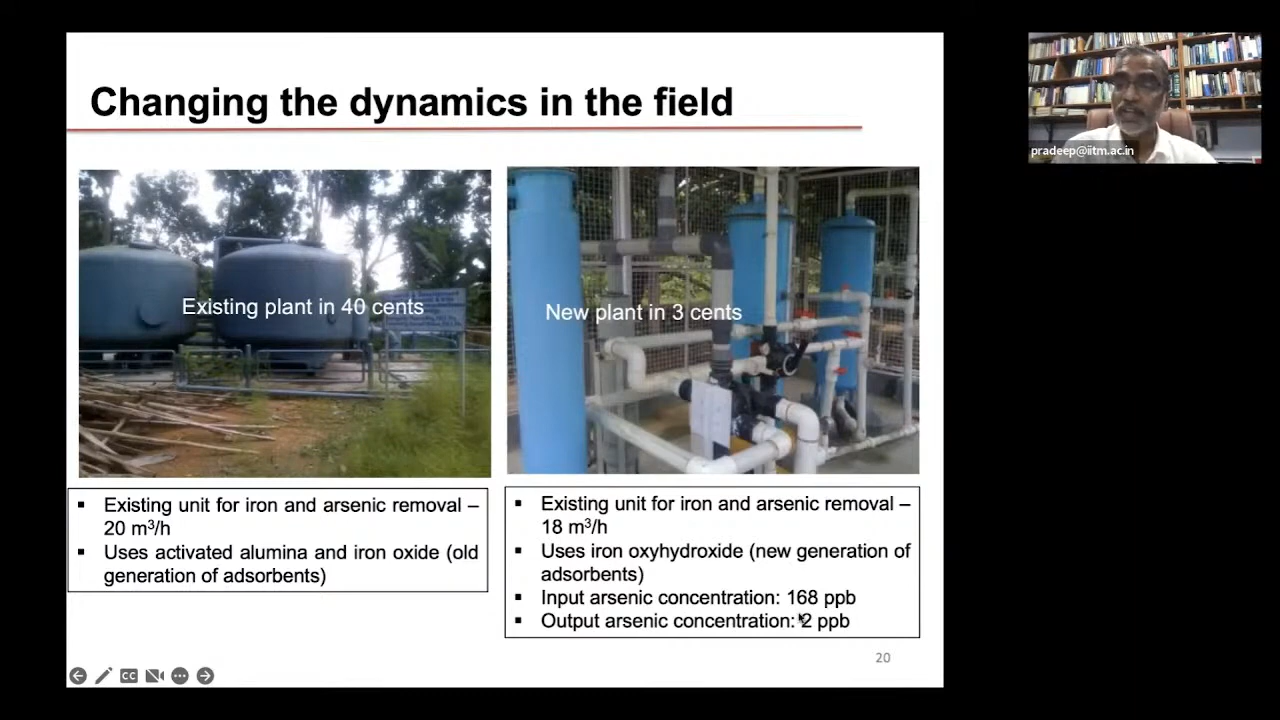 Changing the dynamics in the field
Existing plant in 40 cents
New plant in 3 cents
▪ Existing unit for iron and arsenic removal –
20 m³/h
▪ Uses activated alumina and iron oxide (old
generation of adsorbents)
▪ Existing unit for iron and arsenic removal –
18 m³/h
▪ Uses iron oxyhydroxide (new generation of
adsorbents)
▪ Input arsenic concentration: 168 ppb
▪ Output arsenic concentration: 2 ppb
20
CC
pradeep@iitm.ac.in